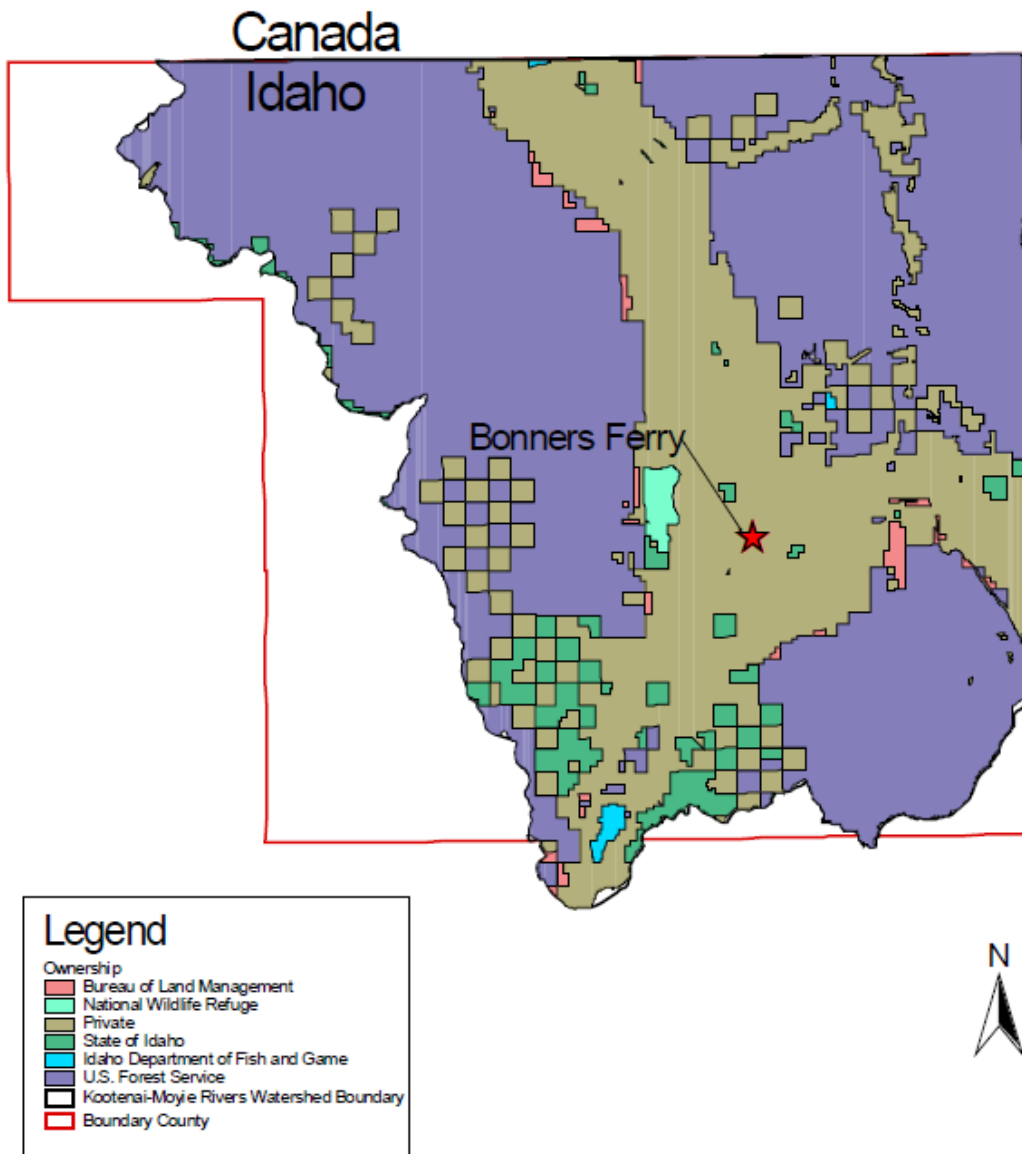 Canada
Idaho
Bonners Ferry
Legend
Ownership
Bureau of Land Management
National Wildlife Refuge
Private
State of Idaho
Idaho Department of Fish and Game
U.S. Forest Service
Kootenai-Moyie Rivers Watershed Boundary
Boundary County
N